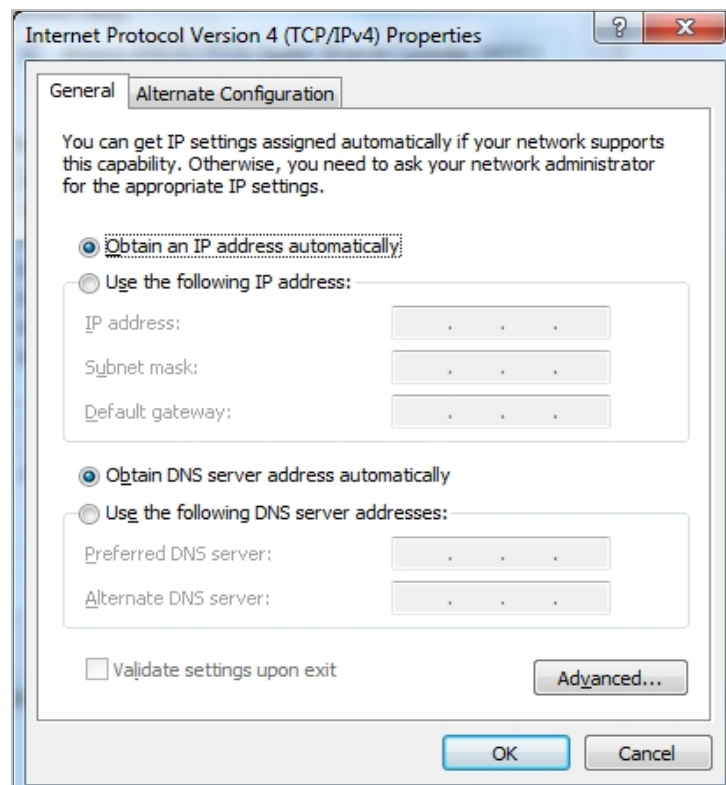 Internet Protocol Version 4 (TCP/IPv4) Properties
General
Alternate Configuration
You can get IP settings assigned automatically if your network supports
this capability. Otherwise, you need to ask your network administrator
for the appropriate IP settings.
Obtain an IP address automatically
Use the following IP address:
IP address:
Subnet mask:
Default gateway:
Obtain DNS server address automatically
Use the following DNS server addresses:
Preferred DNS server:
Alternate DNS server:
Validate settings upon exit
Advanced...
OK
Cancel